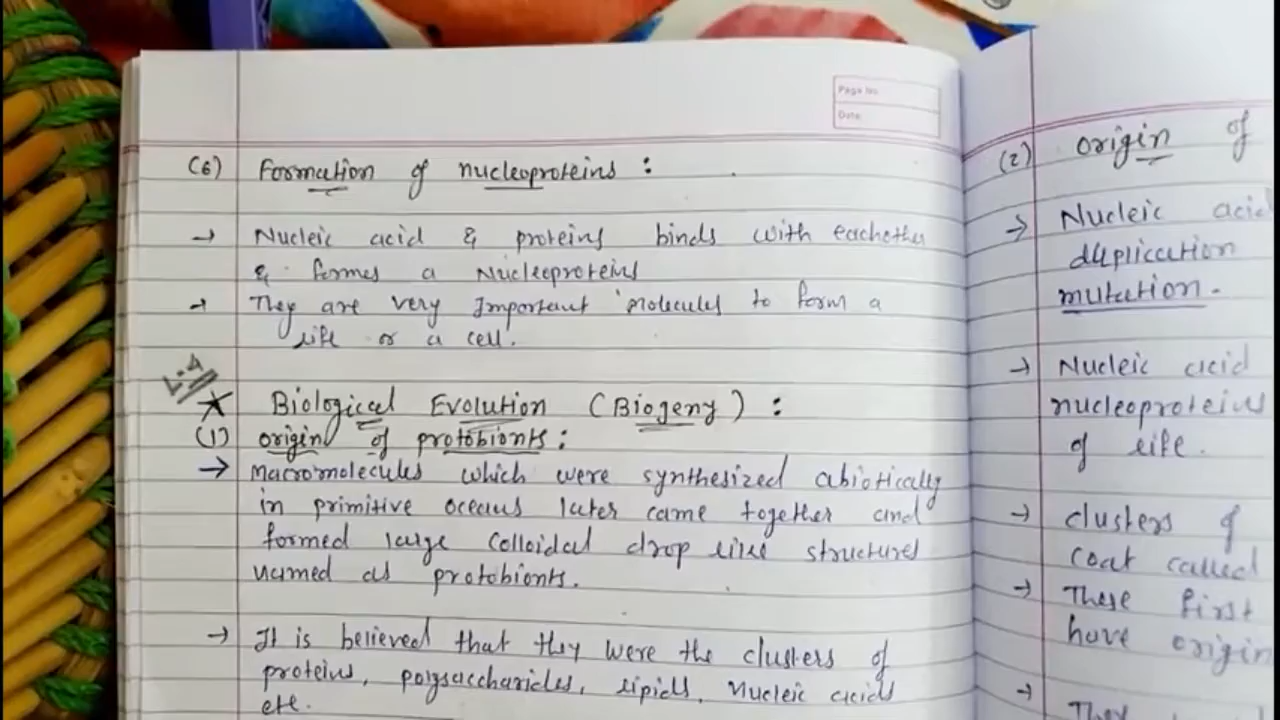 Page No.
Date:
(6) Formation of nucleoproteins :
→ Nucleic acid & proteins binds with eachother
& formes a Nucleoproteins
→ They are very Important molecules to form a
life or a cell.
L-4
Biological Evolution (Biogeny) :
(1) origin of protobionts :
→ Macromolecules which were synthesized abiotically
in primitive oceans later came together and
formed large colloidal drop like structures
named as protobionts.
→ It is believed that they were the clusters of
proteins, polysaccharides, lipids, Nucleic acids
etc.
(2) origin of
→ Nucleic acid
duplication
mutation.
→ Nucleic acid
nucleoproteins
of life.
→ clusters of
coat called
→ These first
have origin
→ They